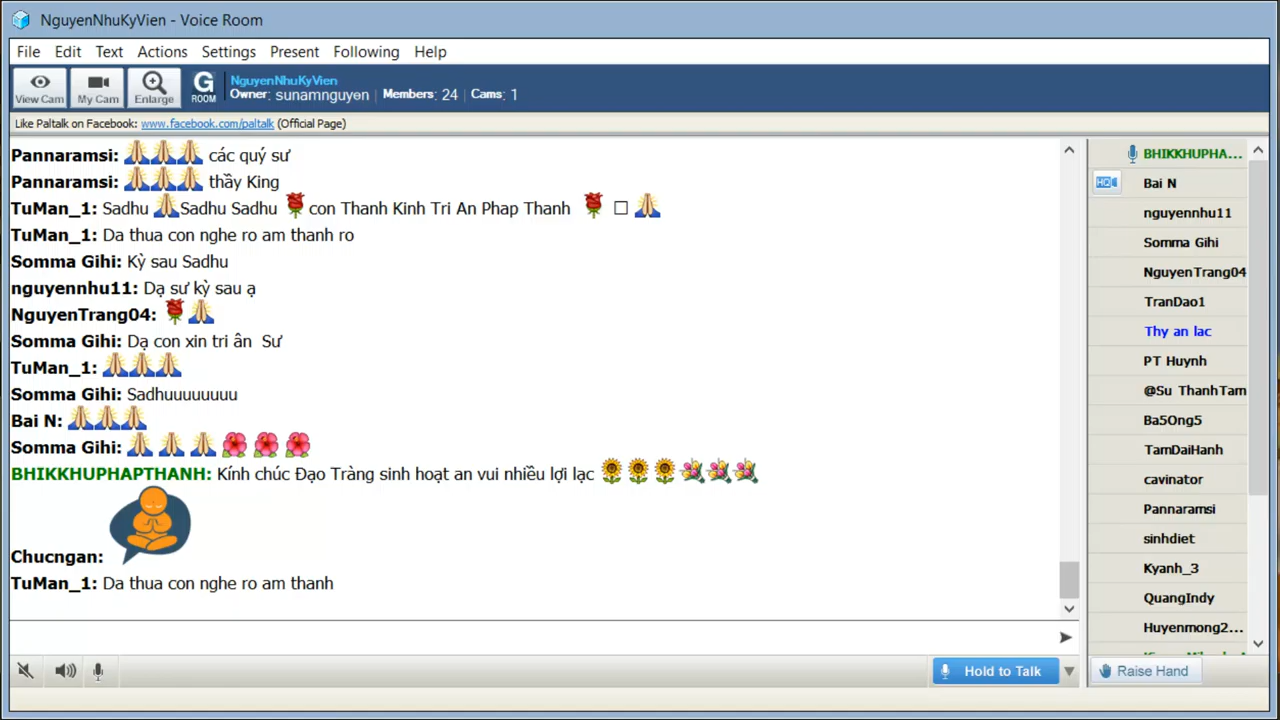 NguyenNhuKyVien - Voice Room
File Edit Text Actions Settings Present Following Help
View Cam My Cam Enlarge G ROOM
NguyenNhuKyVien
Owner: sunamnguyen | Members: 24 | Cams: 1
Like Paltalk on Facebook: www.facebook.com/paltalk (Official Page)
Pannaramsi: 🙏🙏🙏 các quý sư
Pannaramsi: 🙏🙏🙏 thầy King
TuMan_1: Sadhu 🙏Sadhu Sadhu 🌹con Thanh Kinh Tri An Phap Thanh 🌹 □ 🙏
TuMan_1: Da thua con nghe ro am thanh ro
Somma Gihi: Kỳ sau Sadhu
nguyennhu11: Dạ sư kỳ sau ạ
NguyenTrang04: 🌹🙏
Somma Gihi: Dạ con xin tri ân Sư
TuMan_1: 🙏🙏🙏
Somma Gihi: Sadhuuuuuuuu
Bai N: 🙏🙏🙏
Somma Gihi: 🙏 🙏 🙏 🌺 🌺 🌺
BHIKKHUPHAPTHANH: Kính chúc Đạo Tràng sinh hoạt an vui nhiều lợi lạc 🌻🌻🌻💐💐💐
Chucngan:
TuMan_1: Da thua con nghe ro am thanh
Hold to Talk
BHIKKHUPHA...
HD
Bai N
nguyennhu11
Somma Gihi
NguyenTrang04
TranDao1
Thy an lac
PT Huynh
@Su ThanhTam
Ba5Ong5
TamDaiHanh
cavinator
Pannaramsi
sinhdiet
Kyanh_3
QuangIndy
Huyenmong2...
Raise Hand